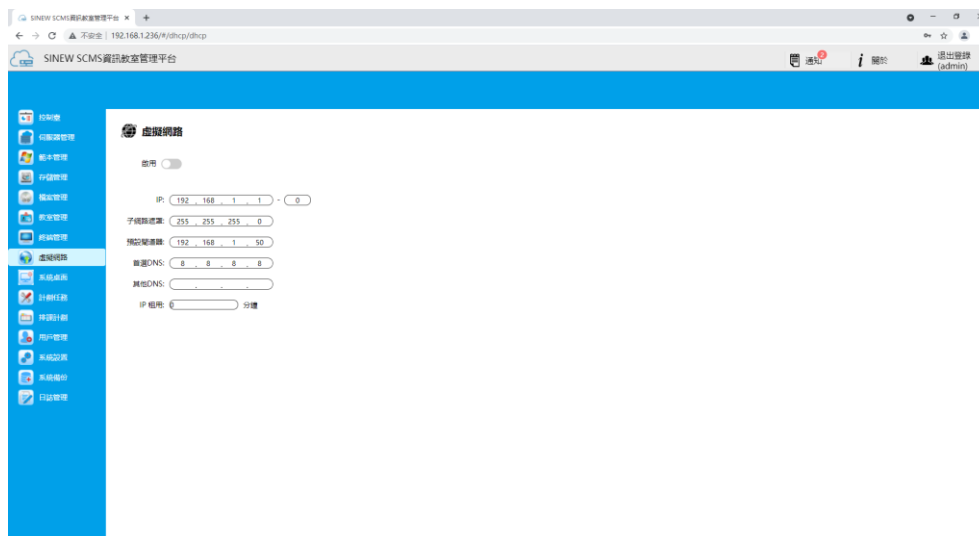 SINEW SCMS資訊教室管理平台
不安全 | 192.168.1.236/#/dhcp/dhcp
SINEW SCMS資訊教室管理平台
通知 2
i 關於
退出登錄
(admin)
控制臺
伺服器管理
範本管理
存儲管理
檔案管理
教室管理
終端管理
虛擬網路
系統桌面
計劃任務
排課計劃
用戶管理
系統設置
系統備份
日誌管理
虛擬網路
啟用
IP: 192 . 168 . 1 . 1 - 0
子網路遮罩: 255 . 255 . 255 . 0
預設閘道器: 192 . 168 . 1 . 50
首選DNS: 8 . 8 . 8 . 8
其他DNS: . . .
IP 租用: 0 分鐘